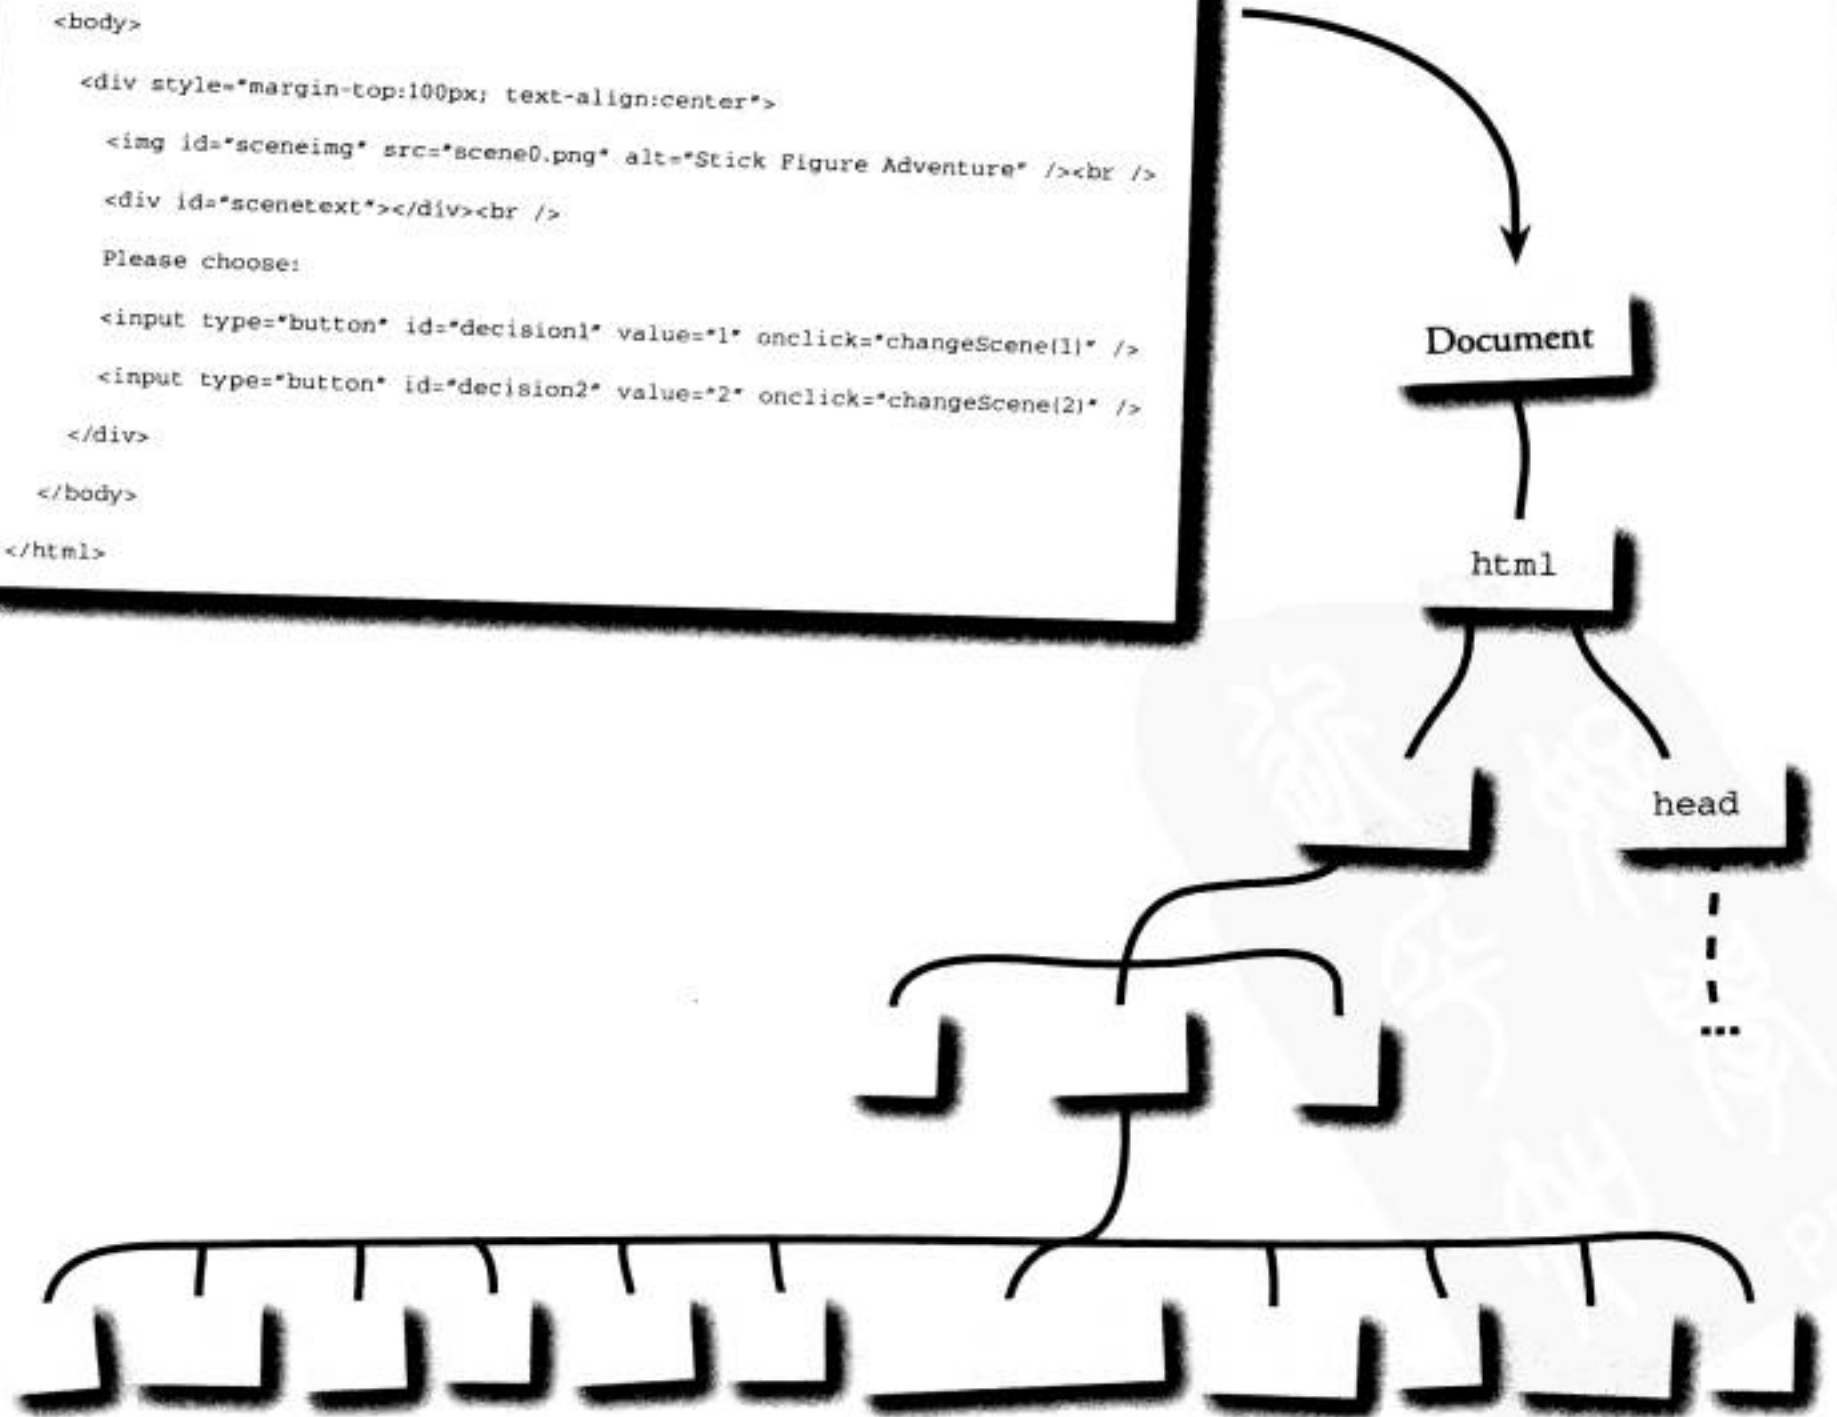 <body>
<div style="margin-top:100px; text-align:center">
<img id="sceneimg" src="scene0.png" alt="Stick Figure Adventure" /><br />
<div id="scenetext"></div><br />
Please choose:
<input type="button" id="decision1" value="1" onclick="changeScene(1)" />
<input type="button" id="decision2" value="2" onclick="changeScene(2)" />
</div>
</body>
</html>
Document
html
head
...